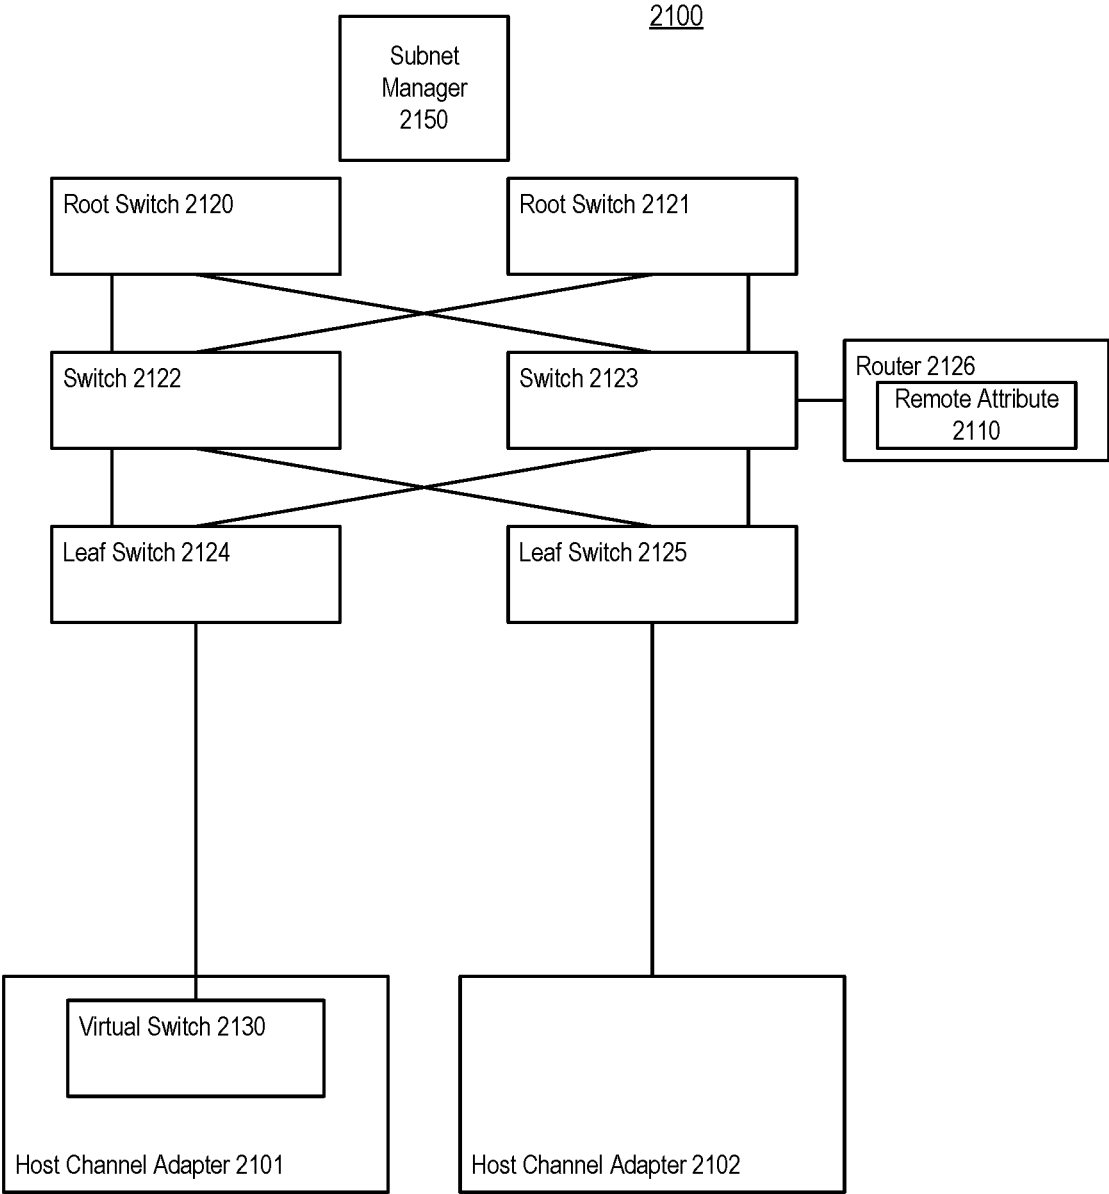 2100
Subnet
Manager
2150
Root Switch 2120
Root Switch 2121
Switch 2122
Switch 2123
Router 2126
Remote Attribute
2110
Leaf Switch 2124
Leaf Switch 2125
Virtual Switch 2130
Host Channel Adapter 2101
Host Channel Adapter 2102